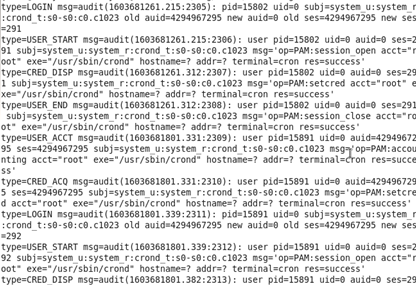 type=LOGIN msg=audit(1603681261.215:2305): pid=15802 uid=0 subj=system_u:system_r
:crond_t:s0-s0:c0.c1023 old auid=4294967295 new auid=0 old ses=4294967295 new ses
=291
type=USER_START msg=audit(1603681261.215:2306): user pid=15802 uid=0 auid=0 ses=2
91 subj=system_u:system_r:crond_t:s0-s0:c0.c1023 msg='op=PAM:session_open acct="r
oot" exe="/usr/sbin/crond" hostname=? addr=? terminal=cron res=success'
type=CRED_DISP msg=audit(1603681261.312:2307): user pid=15802 uid=0 auid=0 ses=29
1 subj=system_u:system_r:crond_t:s0-s0:c0.c1023 msg='op=PAM:setcred acct="root" e
xe="/usr/sbin/crond" hostname=? addr=? terminal=cron res=success'
type=USER_END msg=audit(1603681261.312:2308): user pid=15802 uid=0 auid=0 ses=291
subj=system_u:system_r:crond_t:s0-s0:c0.c1023 msg='op=PAM:session_close acct="ro
ot" exe="/usr/sbin/crond" hostname=? addr=? terminal=cron res=success'
type=USER_ACCT msg=audit(1603681801.331:2309): user pid=15891 uid=0 auid=42949672
95 ses=4294967295 subj=system_u:system_r:crond_t:s0-s0:c0.c1023 msg='op=PAM:accou
nting acct="root" exe="/usr/sbin/crond" hostname=? addr=? terminal=cron res=succe
ss'
type=CRED_ACQ msg=audit(1603681801.331:2310): user pid=15891 uid=0 auid=429496729
5 ses=4294967295 subj=system_u:system_r:crond_t:s0-s0:c0.c1023 msg='op=PAM:setcre
d acct="root" exe="/usr/sbin/crond" hostname=? addr=? terminal=cron res=success'
type=LOGIN msg=audit(1603681801.339:2311): pid=15891 uid=0 subj=system_u:system_r
:crond_t:s0-s0:c0.c1023 old auid=4294967295 new auid=0 old ses=4294967295 new ses
=292
type=USER_START msg=audit(1603681801.339:2312): user pid=15891 uid=0 auid=0 ses=2
92 subj=system_u:system_r:crond_t:s0-s0:c0.c1023 msg='op=PAM:session_open acct="r
oot" exe="/usr/sbin/crond" hostname=? addr=? terminal=cron res=success'
type=CRED_DISP msg=audit(1603681801.382:2313): user pid=15891 uid=0 auid=0 ses=29